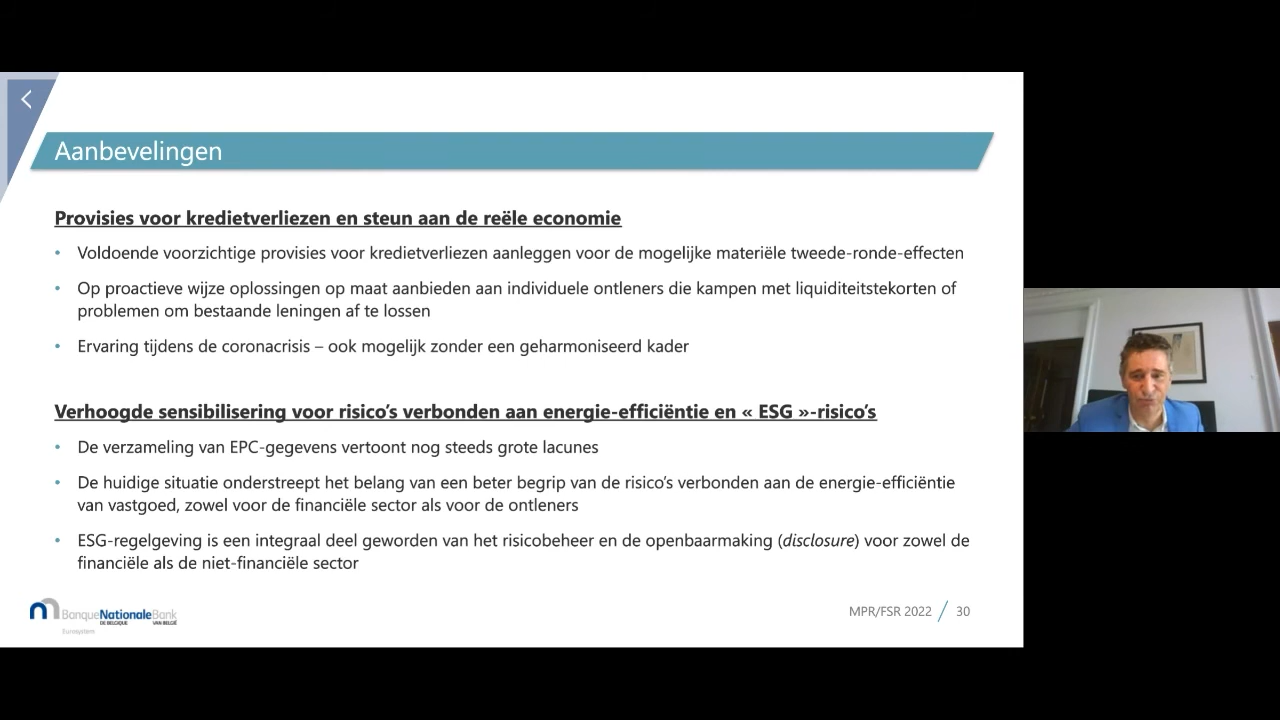 Aanbevelingen
Provisies voor kredietverliezen en steun aan de reële economie
• Voldoende voorzichtige provisies voor kredietverliezen aanleggen voor de mogelijke materiële tweede-ronde-effecten
• Op proactieve wijze oplossingen op maat aanbieden aan individuele ontleners die kampen met liquiditeitstekorten of
problemen om bestaande leningen af te lossen
• Ervaring tijdens de coronacrisis – ook mogelijk zonder een geharmoniseerd kader
Verhoogde sensibilisering voor risico's verbonden aan energie-efficiëntie en « ESG »-risico's
• De verzameling van EPC-gegevens vertoont nog steeds grote lacunes
• De huidige situatie onderstreept het belang van een beter begrip van de risico's verbonden aan de energie-efficiëntie
van vastgoed, zowel voor de financiële sector als voor de ontleners
• ESG-regelgeving is een integraal deel geworden van het risicobeheer en de openbaarmaking (disclosure) voor zowel de
financiële als de niet-financiële sector
BanqueNationaleBank
DE BELGIQUE VAN BELGIË
Eurosystem
MPR/FSR 2022 / 30